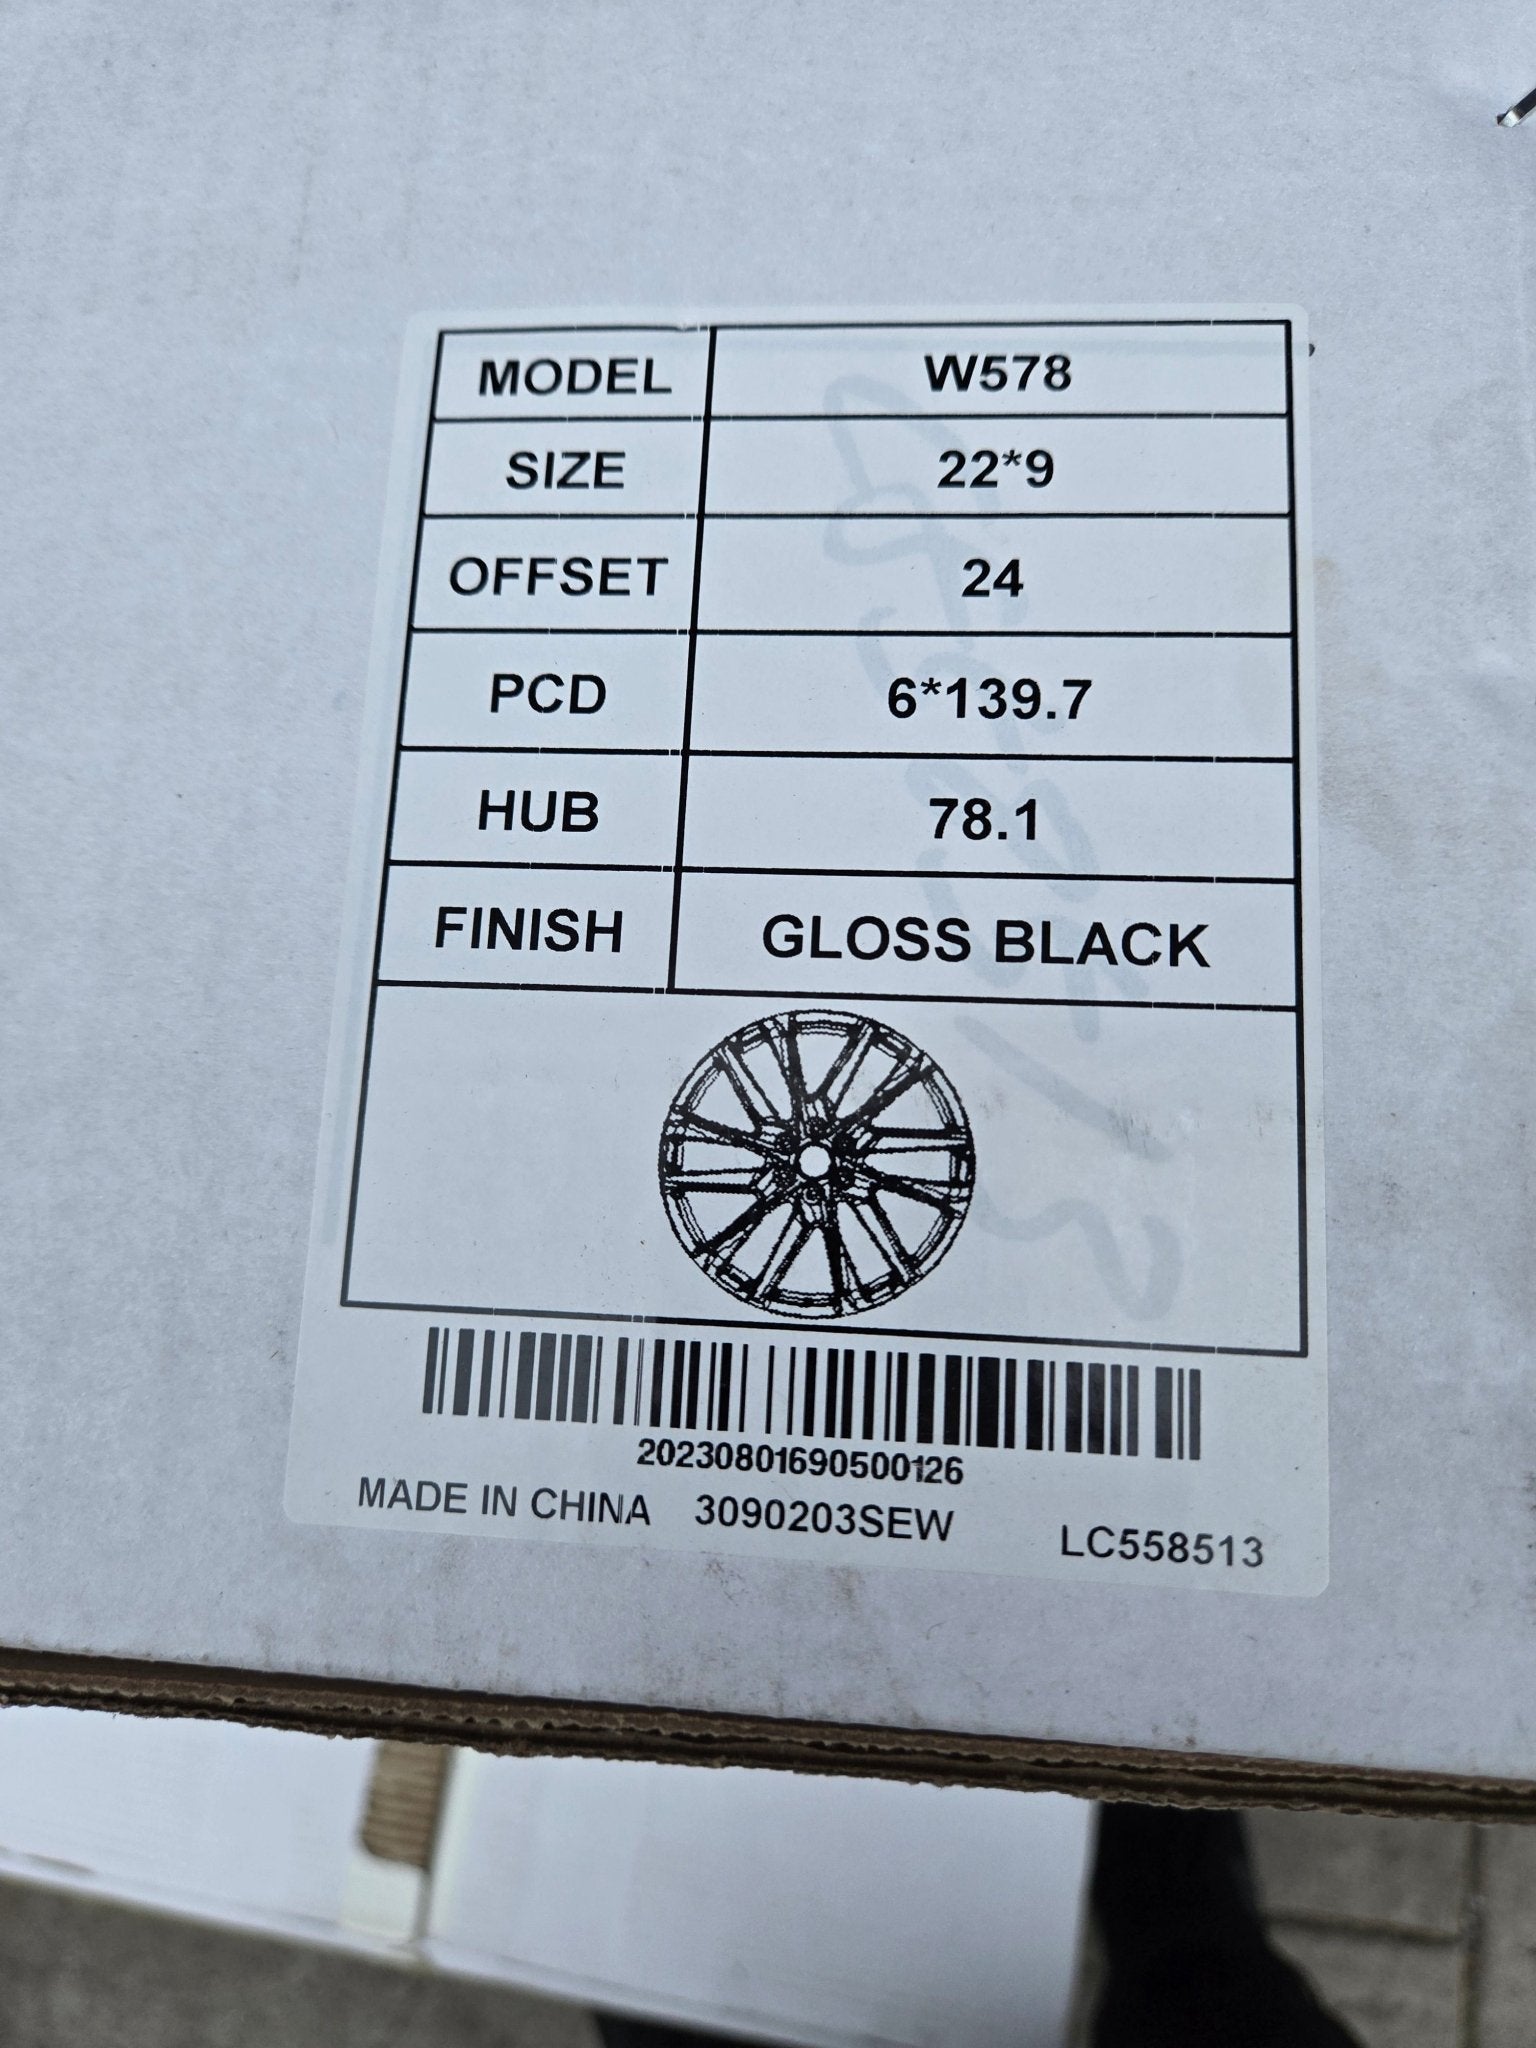 MODEL W578
SIZE 22*9
OFFSET 24
PCD 6*139.7
HUB 78.1
FINISH GLOSS BLACK
20230801690500126
MADE IN CHINA 3090203SEW LC558513